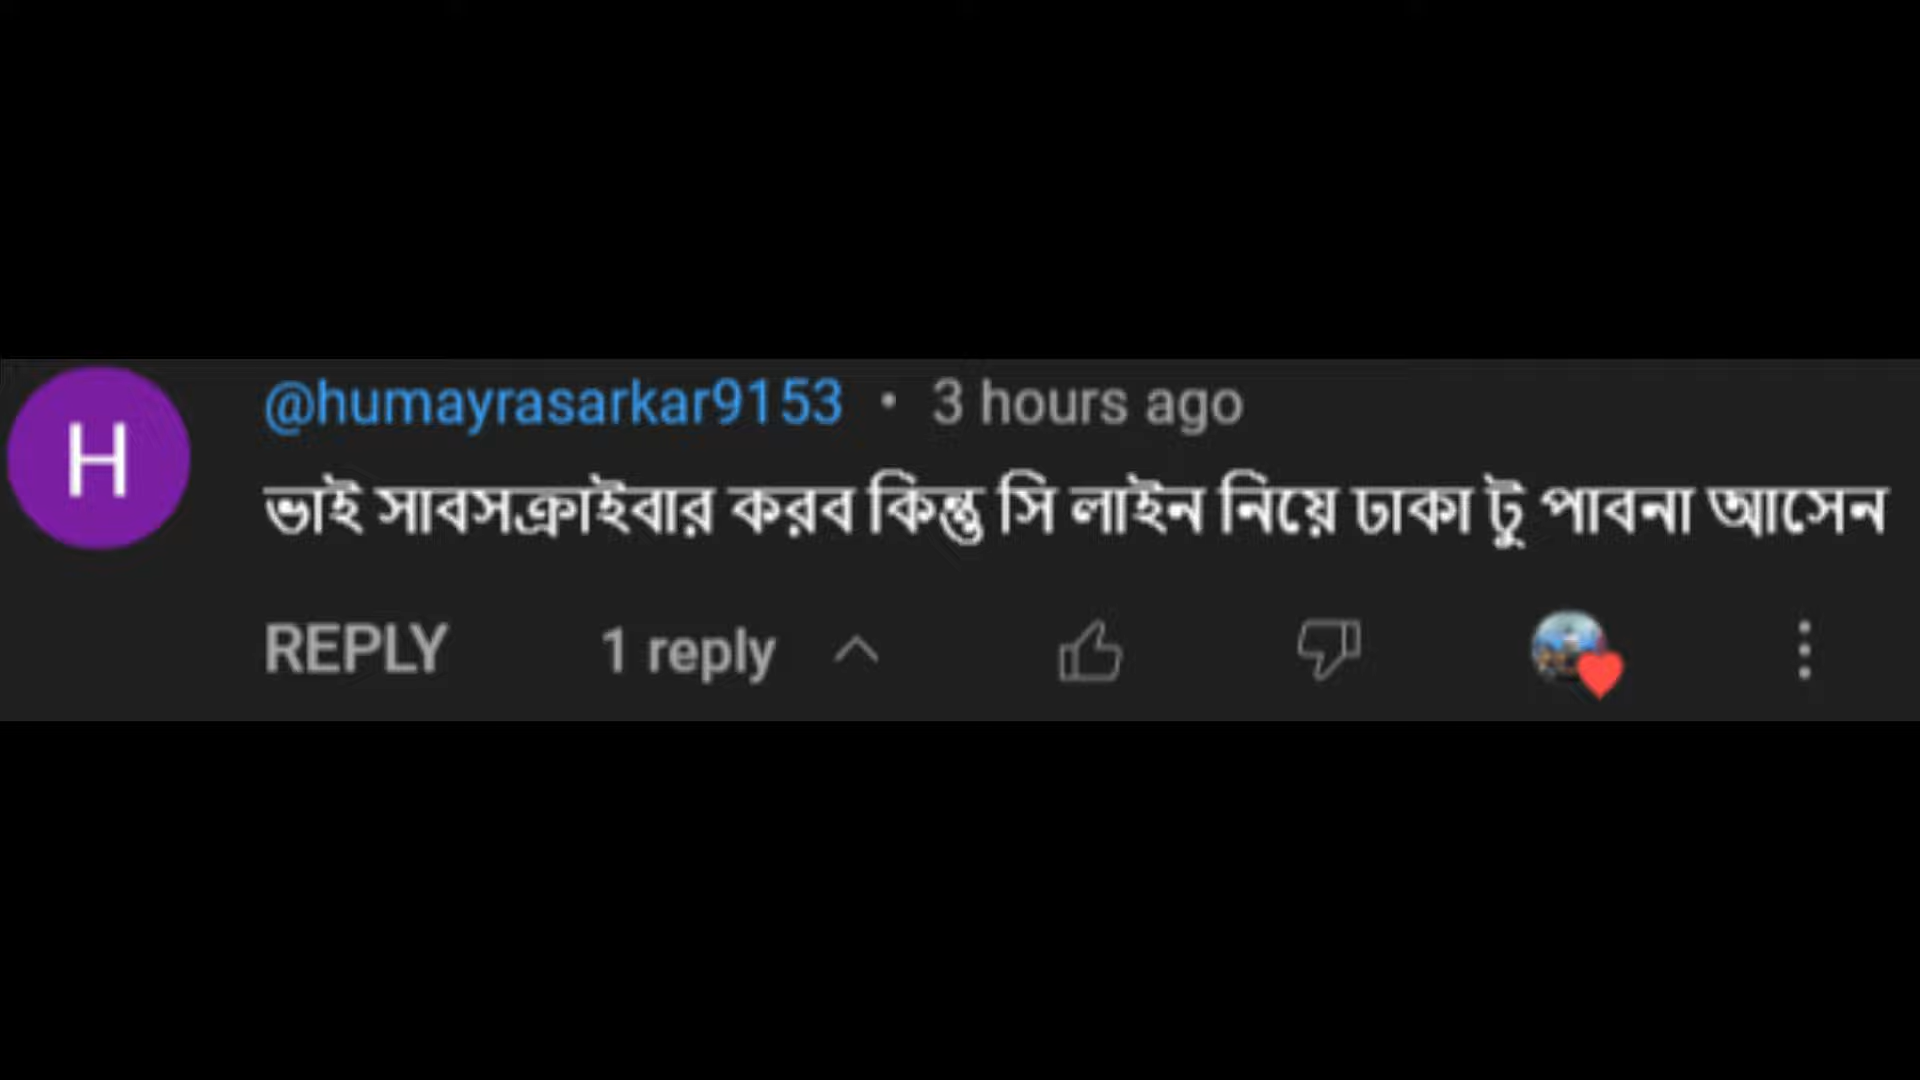 H
@humayrasarkar9153 • 3 hours ago
ভাই সাবসক্রাইবার করব কিন্তু সি লাইন নিয়ে ঢাকা টু পাবনা আসেন
REPLY 1 reply